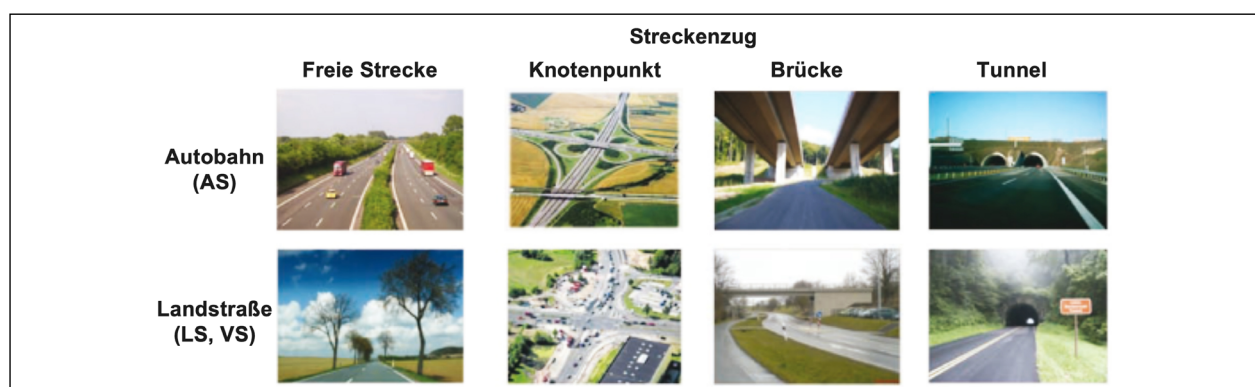 Streckenzug
Freie Strecke Knotenpunkt Brücke Tunnel
Autobahn
(AS)
Landstraße
(LS, VS)